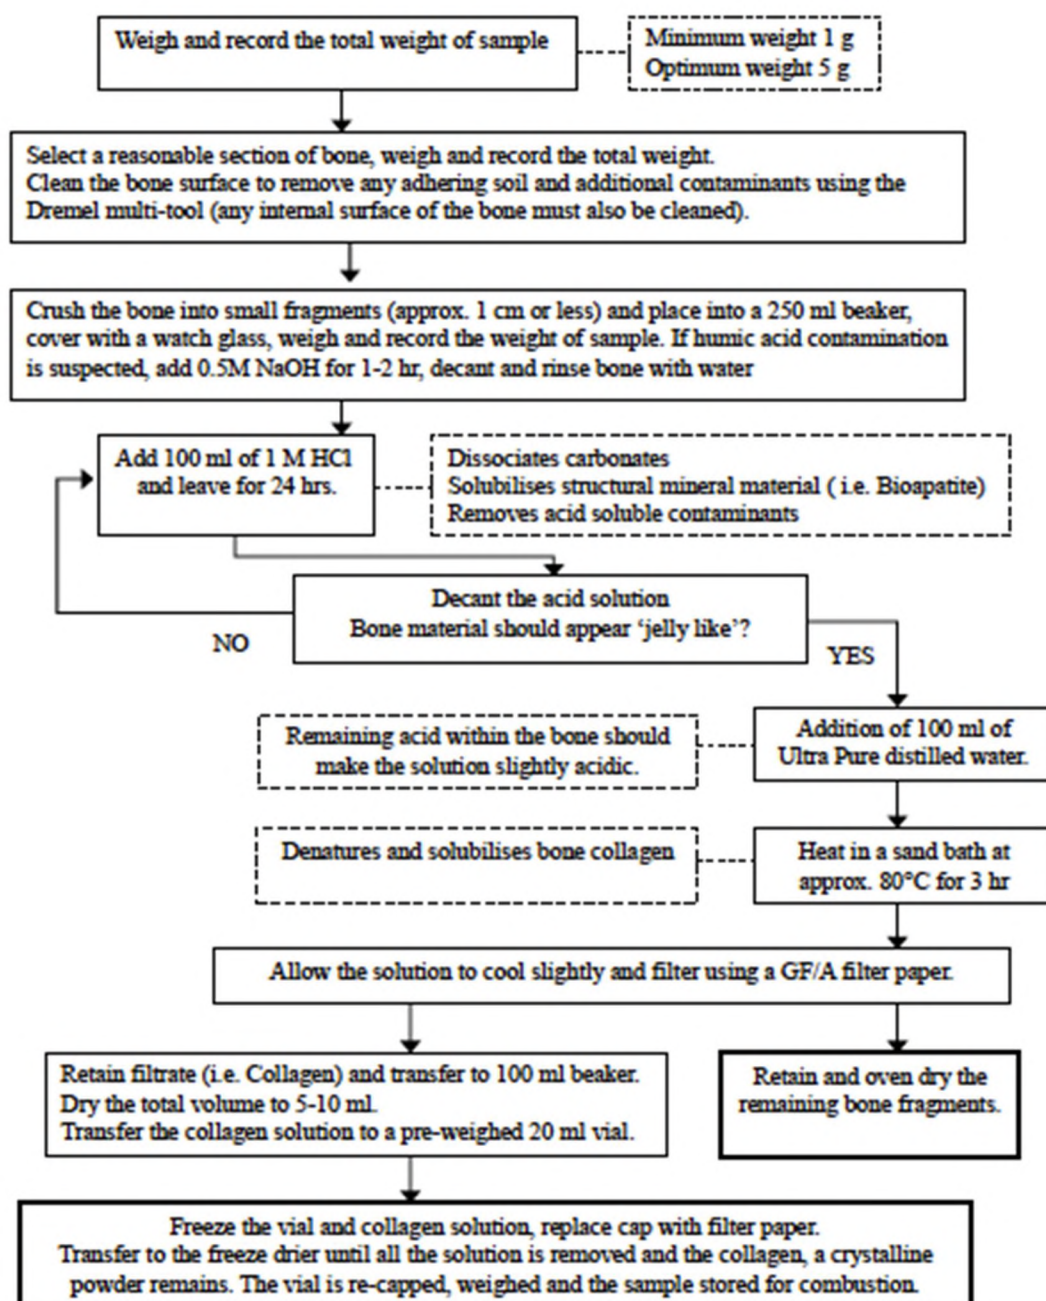 Weigh and record the total weight of sample
Minimum weight 1 g
Optimum weight 5 g
Select a reasonable section of bone, weigh and record the total weight.
Clean the bone surface to remove any adhering soil and additional contaminants using the
Dremel multi-tool (any internal surface of the bone must also be cleaned).
Crush the bone into small fragments (approx. 1 cm or less) and place into a 250 ml beaker,
cover with a watch glass, weigh and record the weight of sample. If humic acid contamination
is suspected, add 0.5M NaOH for 1-2 hr, decant and rinse bone with water
Add 100 ml of 1 M HCl
and leave for 24 hrs.
Dissociates carbonates
Solubilises structural mineral material ( i.e. Bioapatite)
Removes acid soluble contaminants
Decant the acid solution
Bone material should appear ‘jelly like’?
NO
YES
Remaining acid within the bone should
make the solution slightly acidic.
Addition of 100 ml of
Ultra Pure distilled water.
Denatures and solubilises bone collagen
Heat in a sand bath at
approx. 80°C for 3 hr
Allow the solution to cool slightly and filter using a GF/A filter paper.
Retain filtrate (i.e. Collagen) and transfer to 100 ml beaker.
Dry the total volume to 5-10 ml.
Transfer the collagen solution to a pre-weighed 20 ml vial.
Retain and oven dry the
remaining bone fragments.
Freeze the vial and collagen solution, replace cap with filter paper.
Transfer to the freeze drier until all the solution is removed and the collagen, a crystalline
powder remains. The vial is re-capped, weighed and the sample stored for combustion.